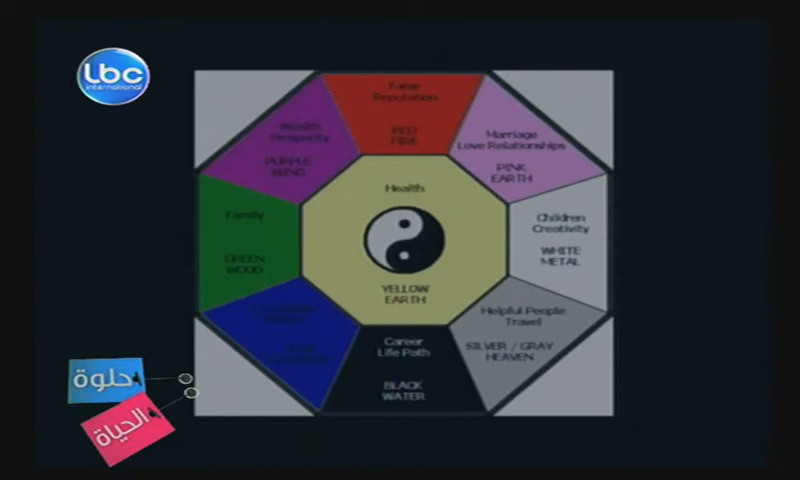 lbc
international
Fame
Reputation
RED
FIRE
Wealth
Prosperity
PURPLE
WIND
Marriage
Love Relationships
PINK
EARTH
Family
GREEN
WOOD
Health
YELLOW
EARTH
Children
Creativity
WHITE
METAL
Career
Life Path
BLACK
WATER
Helpful People
Travel
SILVER / GRAY
HEAVEN
حلوة
الحياة